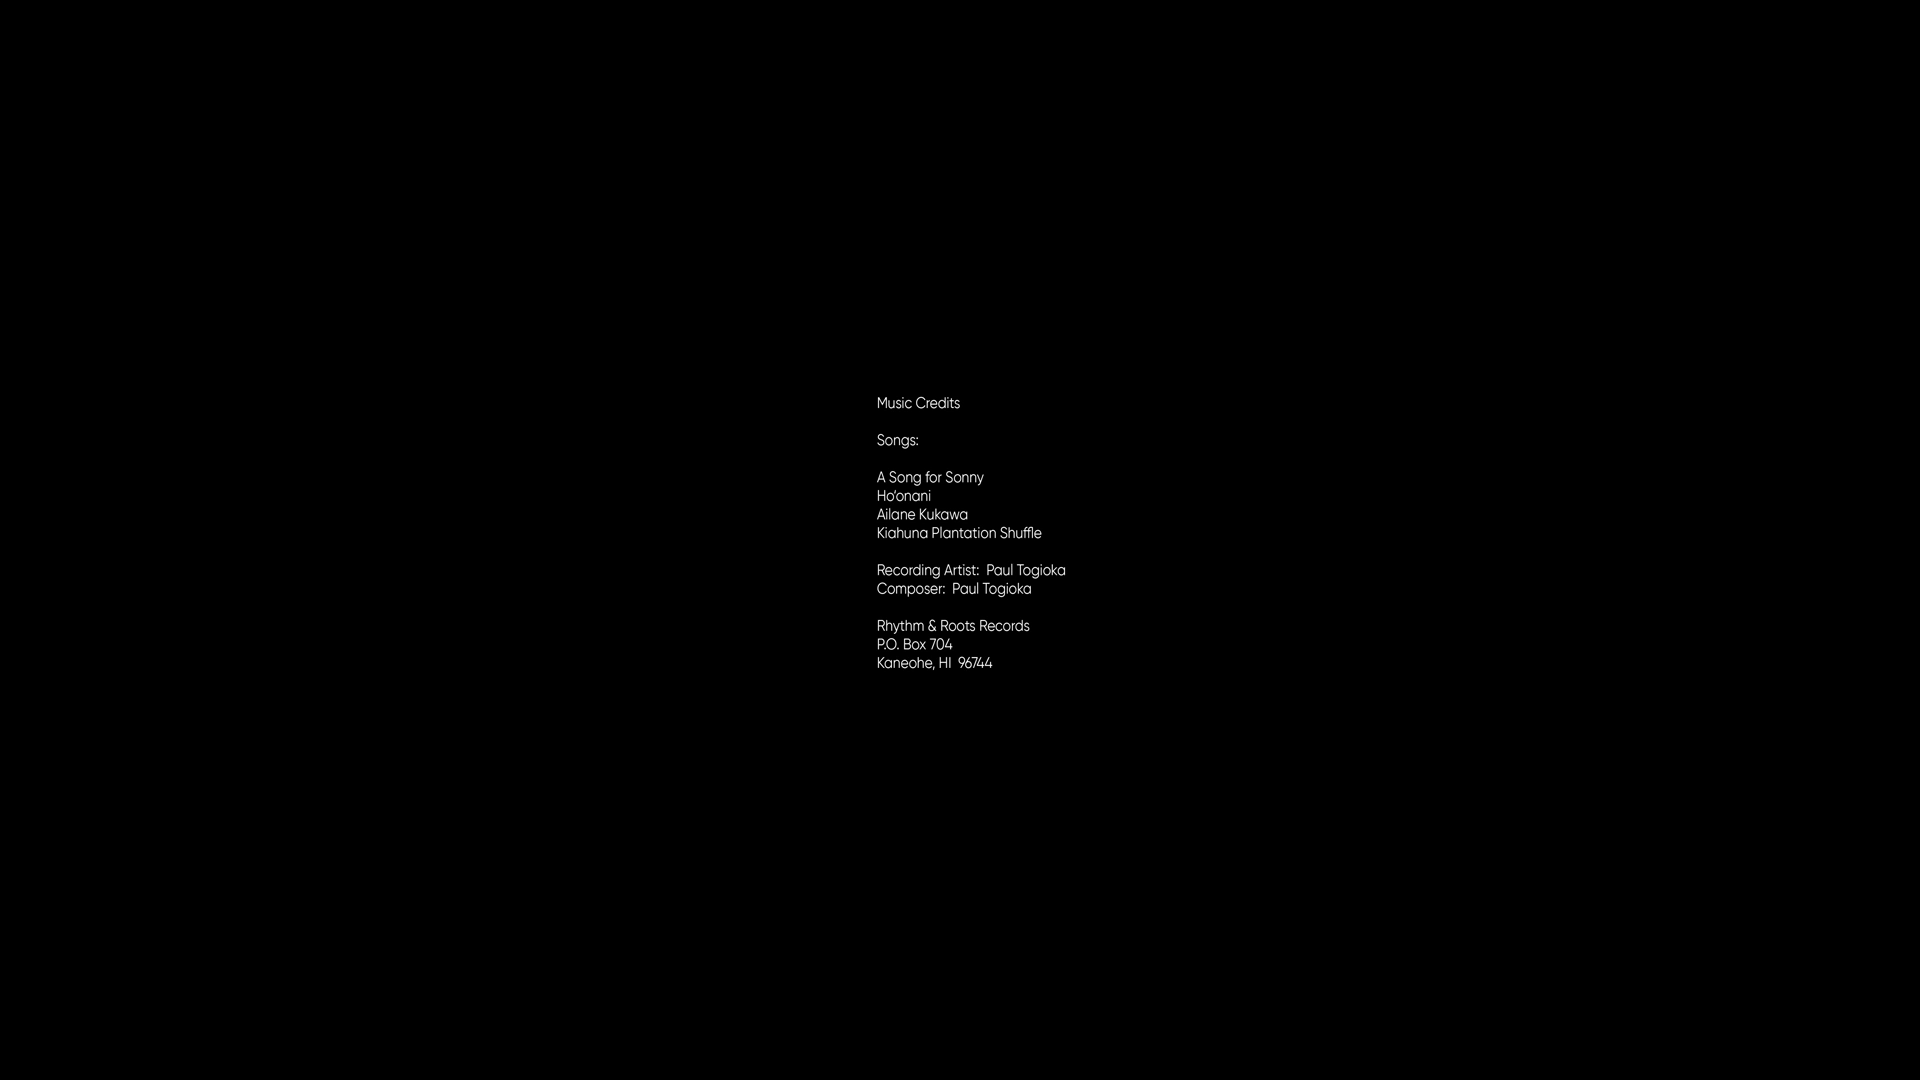 Music Credits
Songs:
A Song for Sonny
Ho’onani
Ailane Kukawa
Kiahuna Plantation Shuffle
Recording Artist:  Paul Togioka
Composer:  Paul Togioka
Rhythm & Roots Records
P.O. Box 704
Kaneohe, HI  96744